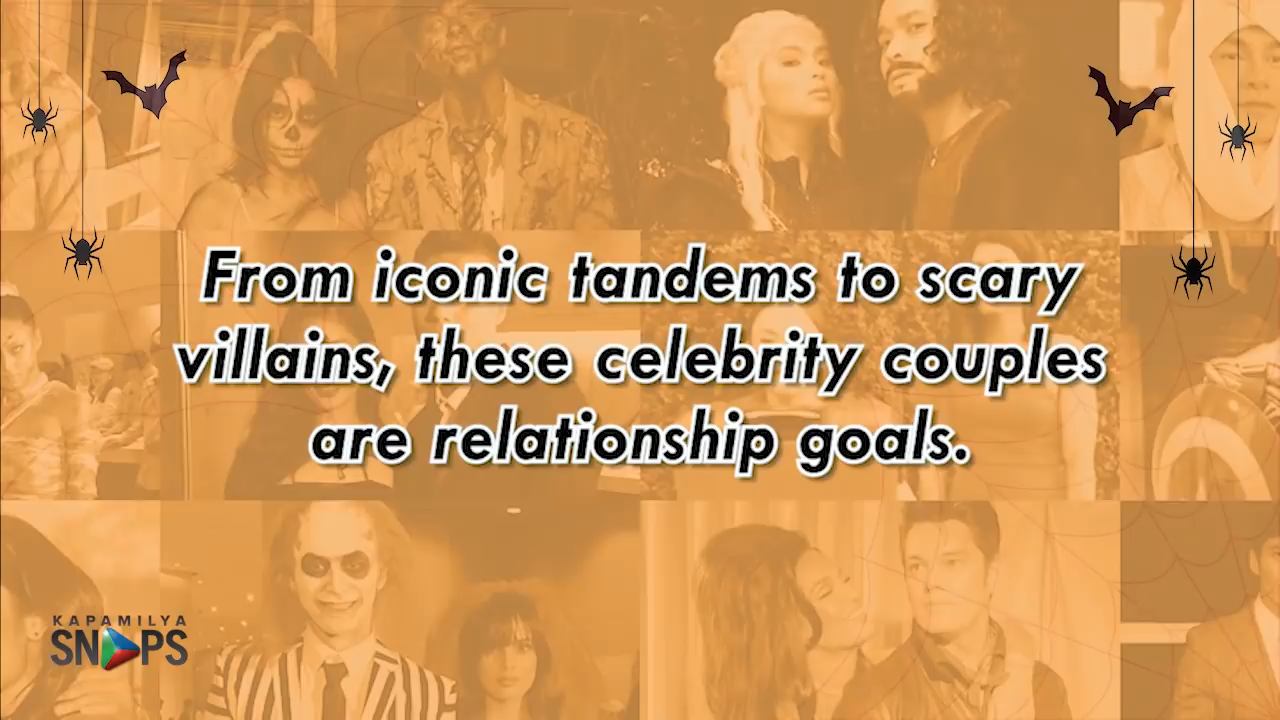 From iconic tandems to scary
villains, these celebrity couples
are relationship goals.
KAPAMILYA
SNAPS